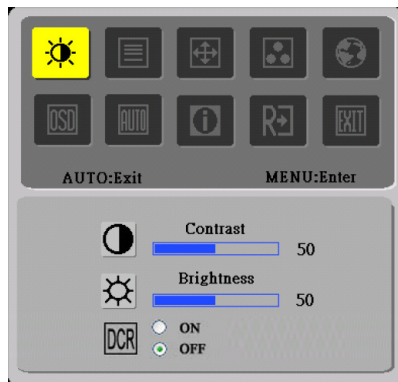 OSD AUTO i R EXIT
AUTO:Exit MENU:Enter
Contrast
50
Brightness
50
DCR ON
OFF